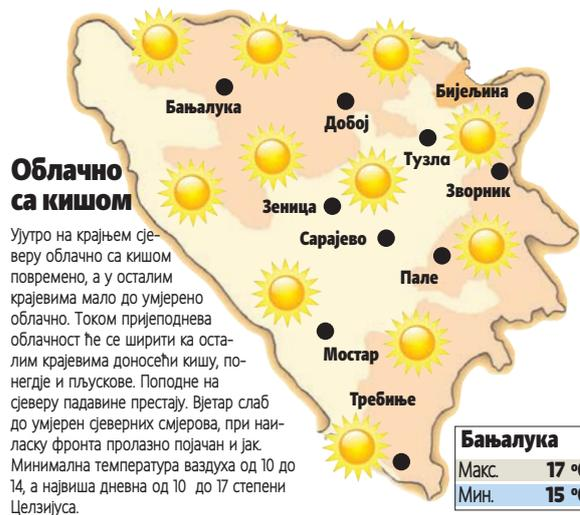 Бијељина
Бањалука
Добој
Тузла
Зворник
Зеница
Сарајево
Пале
Мостар
Требиње
Облачно
са кишом
Ујутро на крајњем сје-
веру облачно са кишом
повремено, а у осталим
крајевима мало до умјерено
облачно. Током пријеподнева
облачност ће се ширити ка оста-
лим крајевима доносећи кишу, по-
негдје и пљускове. Поподне на
сјеверу падавине престају. Вјетар слаб
до умјерен сјеверних смјерова, при наи-
ласку фронта пролазно појачан и јак.
Минимална температура ваздуха од 10 до
14, а највиша дневна од 10 до 17 степени
Целзијуса.
Бањалука
Макс. 17 °C
Мин. 15 °C